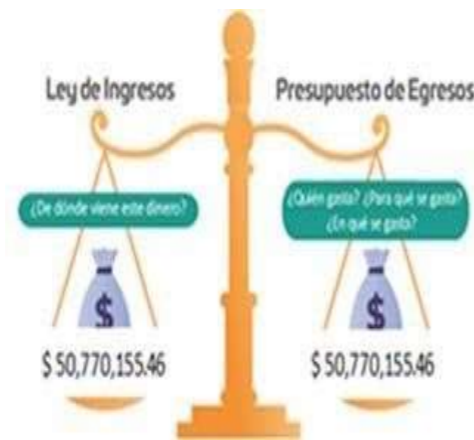 Ley de Ingresos
Presupuesto de Egresos
¿De dónde viene este dinero?
¿Quién gasta? ¿Para qué se gasta?
¿En qué se gasta?
$
$
$ 50,770,155.46
$ 50,770,155.46